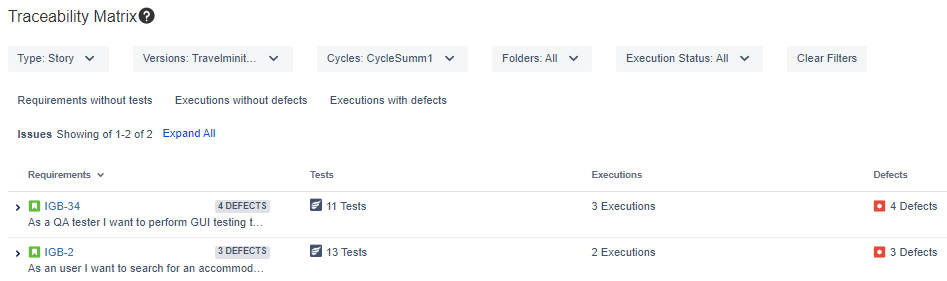 Traceability Matrix?
Type: Story Versions: Traveminit... Cycles: CycleSumm1 Folders: All Execution Status: All Clear Filters
Requirements without tests Executions without defects Executions with defects
Issues Showing of 1-2 of 2 Expand All
Requirements Tests Executions Defects
IGB-34 4 DEFECTS 11 Tests 3 Executions 4 Defects
As a QA tester I want to perform GUI testing t...
IGB-2 3 DEFECTS 13 Tests 2 Executions 3 Defects
As an user I want to search for an accommod...